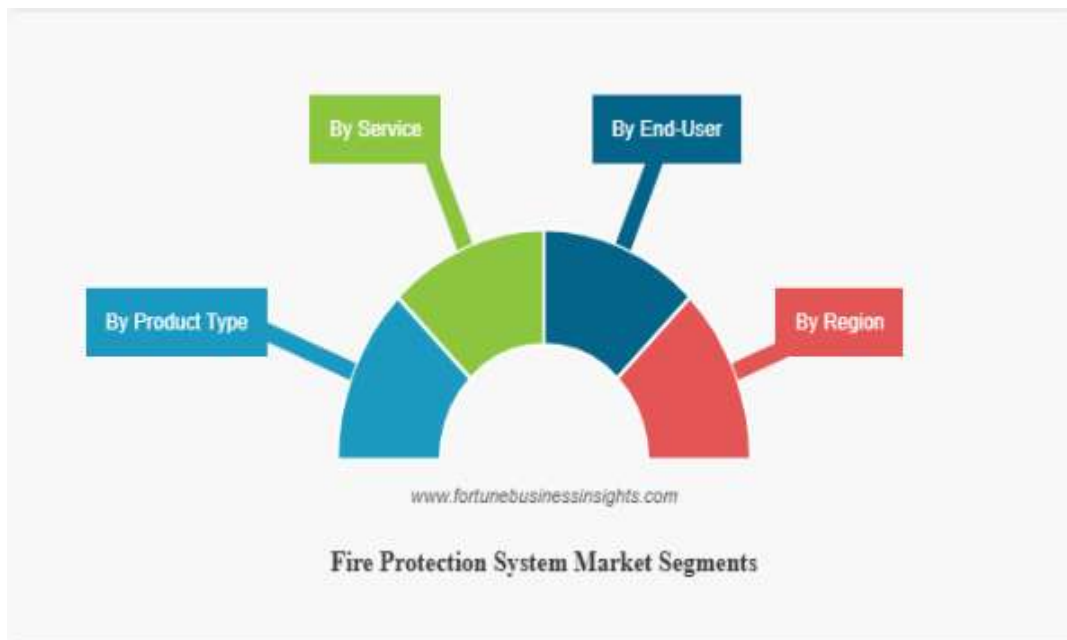 By Service
By End-User
By Product Type
By Region
www.fortunebusinessinsights.com
Fire Protection System Market Segments